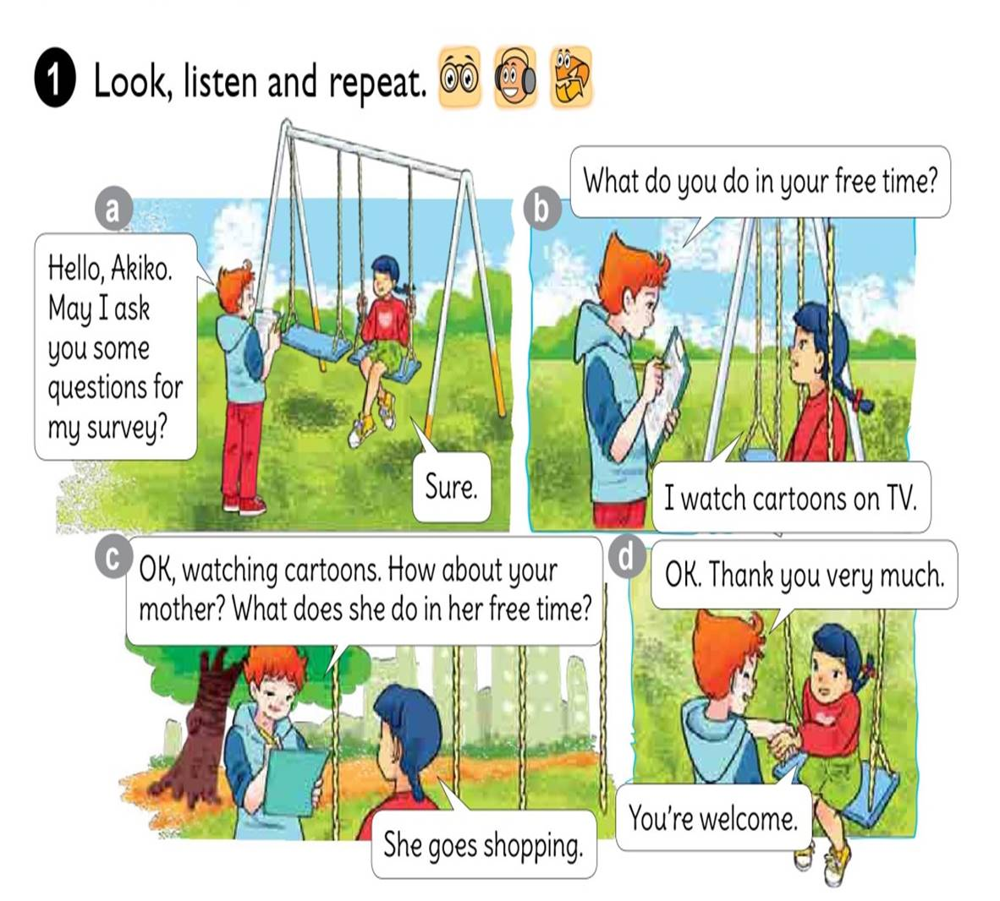 1 Look, listen and repeat.
a
Hello, Akiko.
May I ask
you some
questions for
my survey?
Sure.
b
What do you do in your free time?
I watch cartoons on TV.
c
OK, watching cartoons. How about your
mother? What does she do in her free time?
She goes shopping.
d
OK. Thank you very much.
You're welcome.